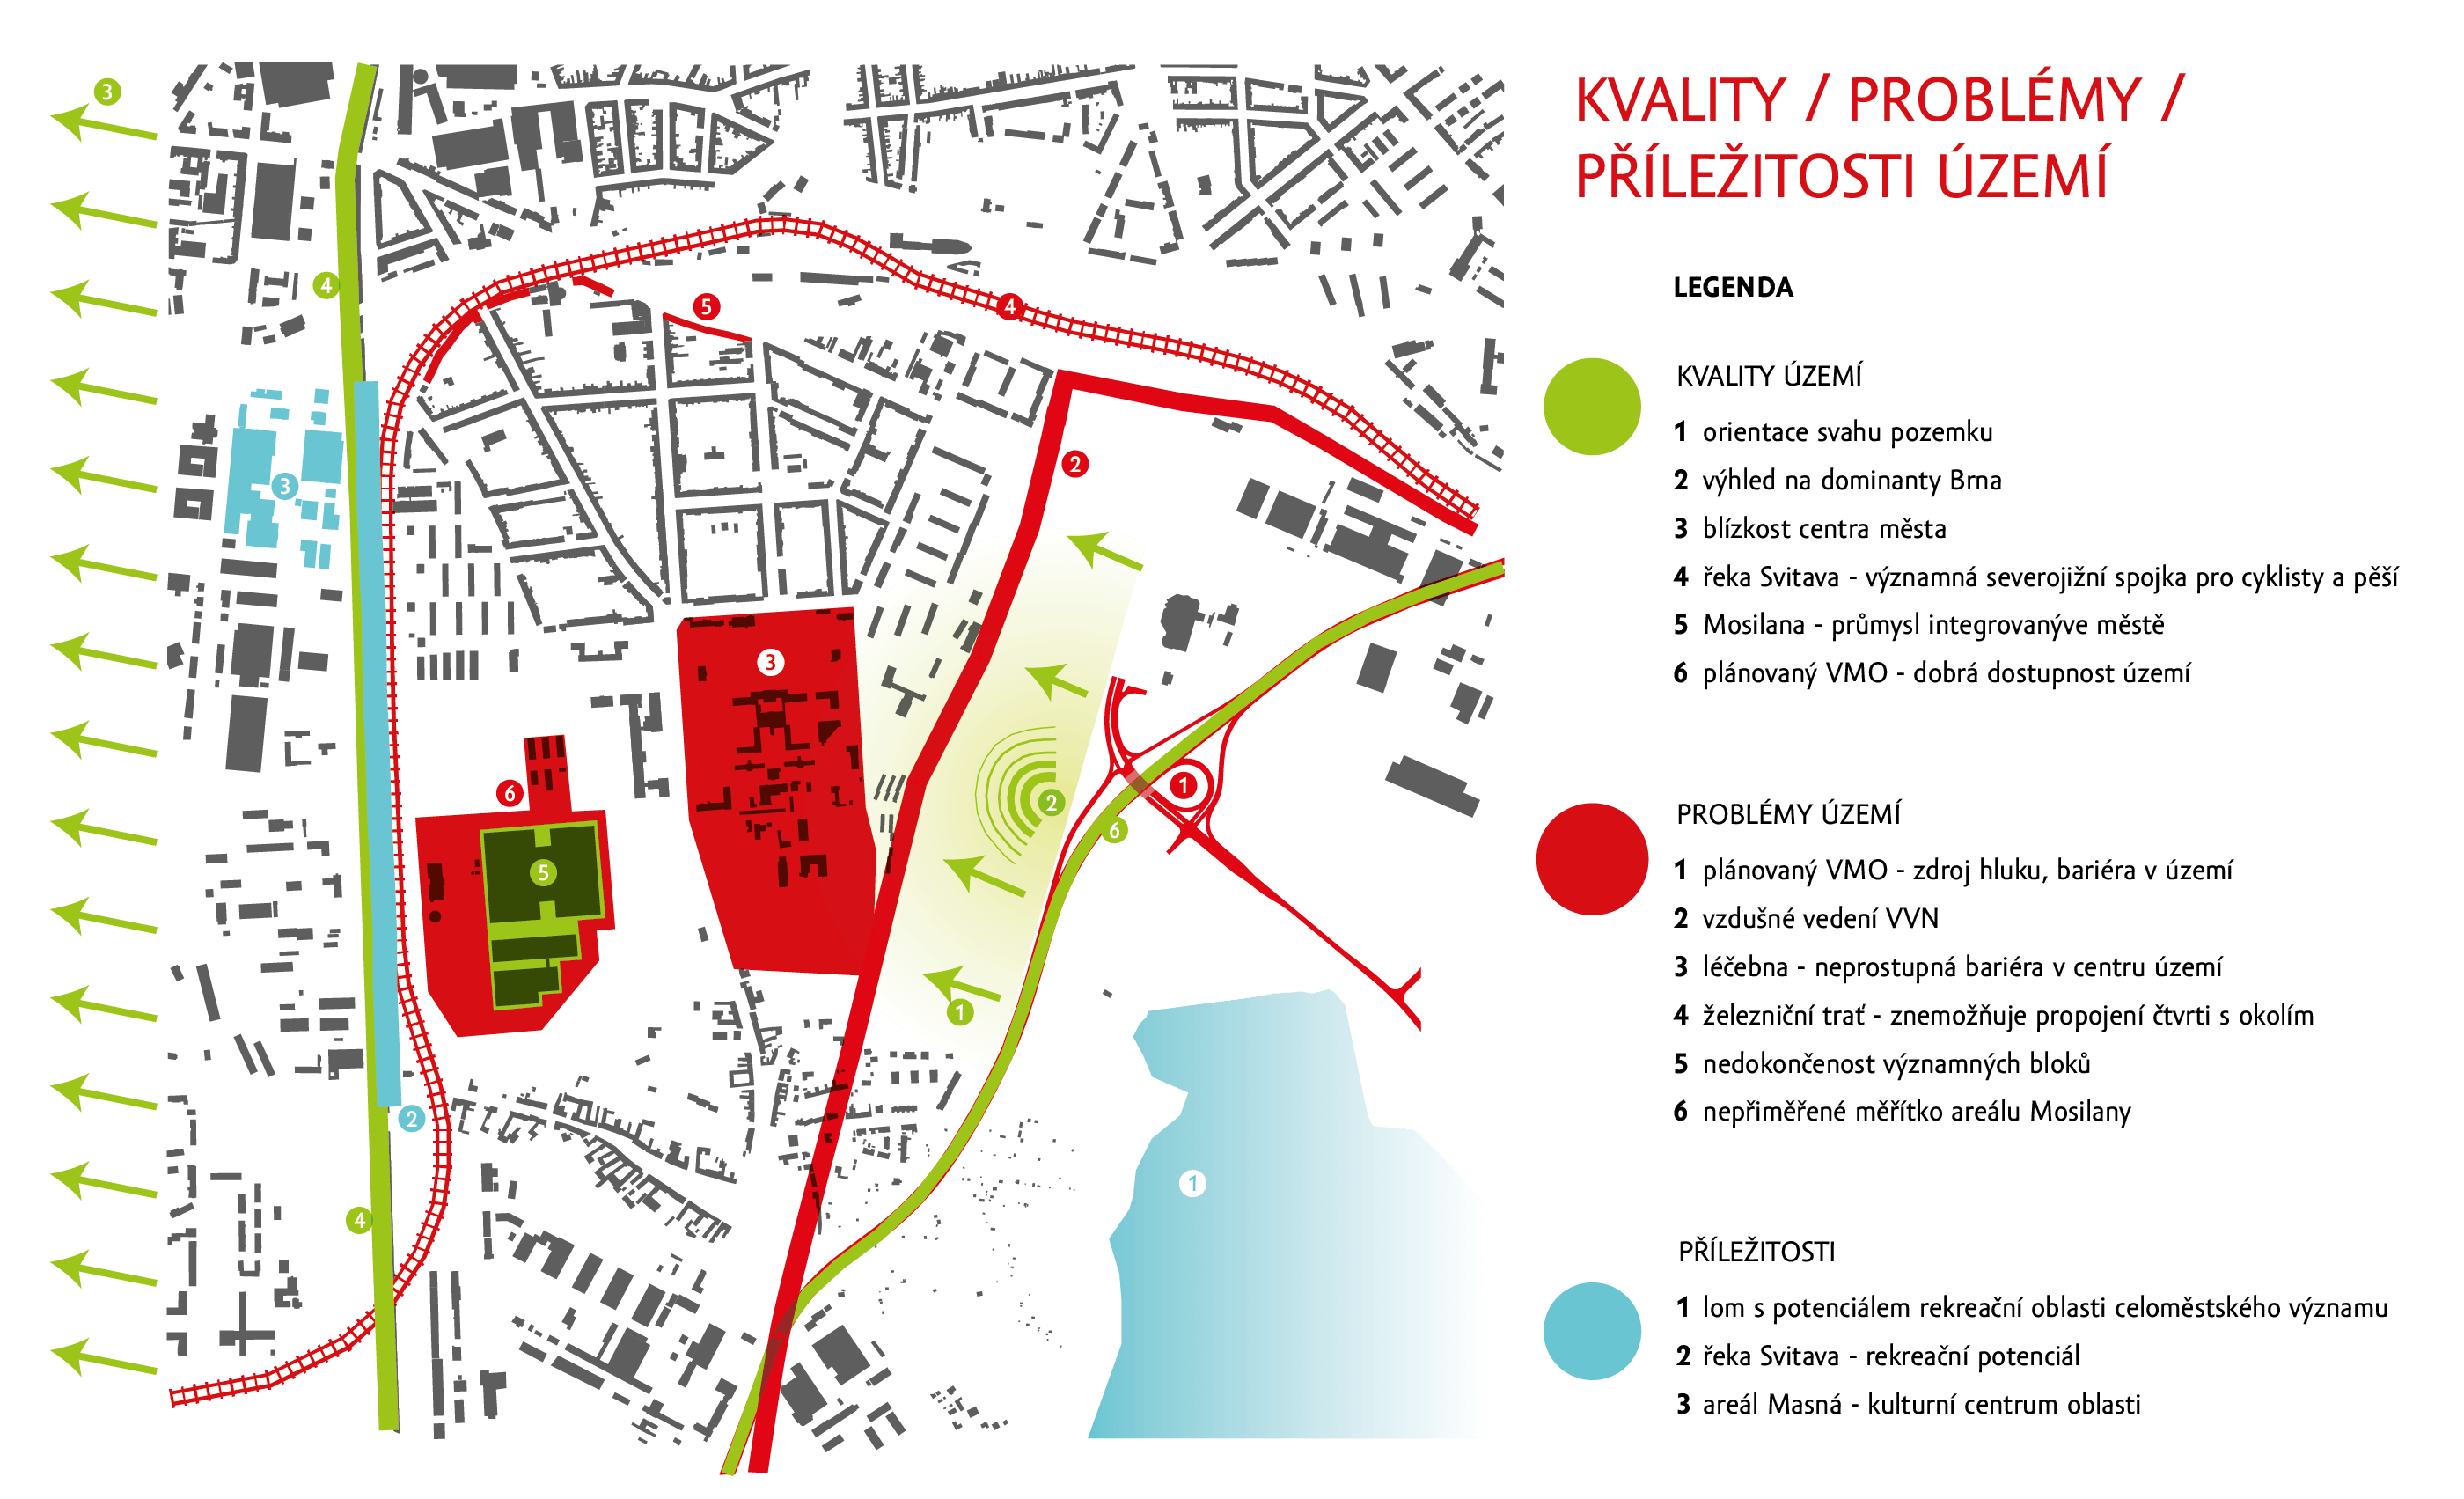 KVALITY / PROBLÉMY /
PŘÍLEŽITOSTI ÚZEMÍ
LEGENDA
KVALITY ÚZEMÍ
1 orientace svahu pozemku
2 výhled na dominanty Brna
3 blízkost centra města
4 řeka Svitava - významná severojižní spojka pro cyklisty a pěší
5 Mosilana - průmysl integrovanýve městě
6 plánovaný VMO - dobrá dostupnost území
PROBLÉMY ÚZEMÍ
1 plánovaný VMO - zdroj hluku, bariéra v území
2 vzdušné vedení VVN
3 léčebna - neprostupná bariéra v centru území
4 železniční trať - znemožňuje propojení čtvrti s okolím
5 nedokončenost významných bloků
6 nepřiměřené měřítko areálu Mosilany
PŘÍLEŽITOSTI
1 lom s potenciálem rekreační oblasti celoměstského významu
2 řeka Svitava - rekreační potenciál
3 areál Masná - kulturní centrum oblasti
3
4
5
4
2
3
3
1
6
2
6
5
1
2
1
4